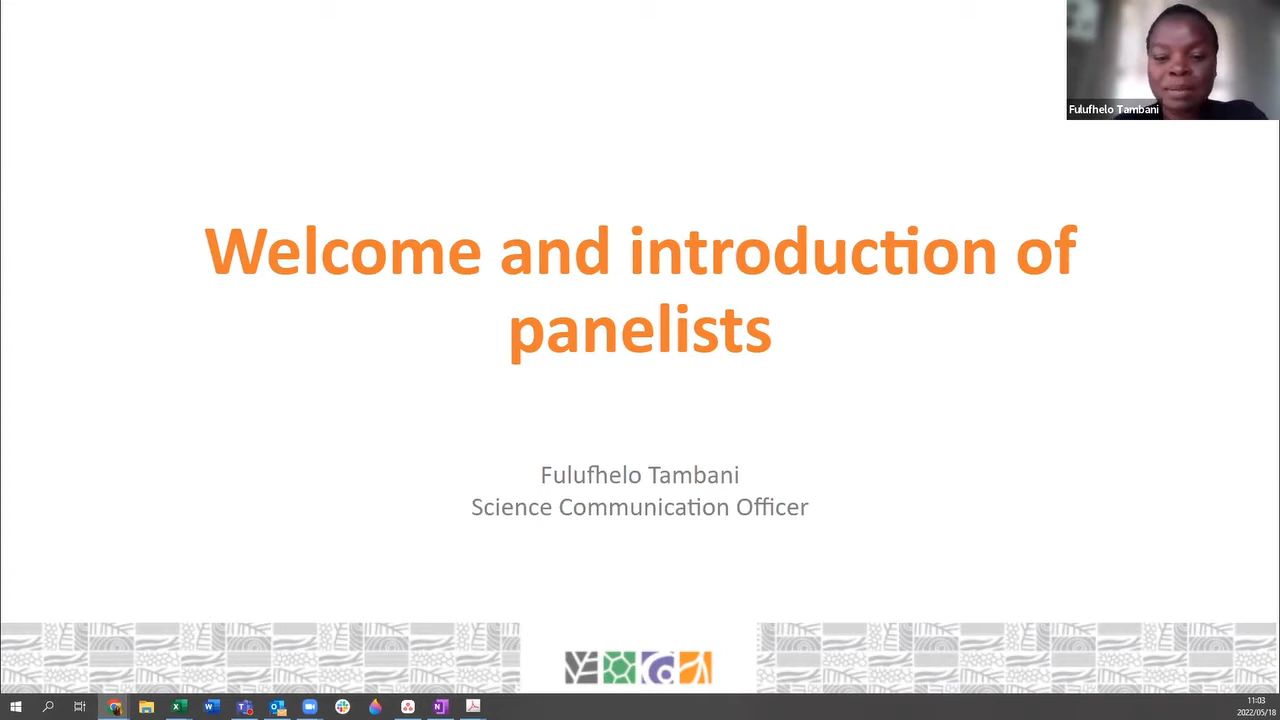 Fulufhelo Tambani
Welcome and introduction of
panelists
Fulufhelo Tambani
Science Communication Officer
11:03
2022/05/18